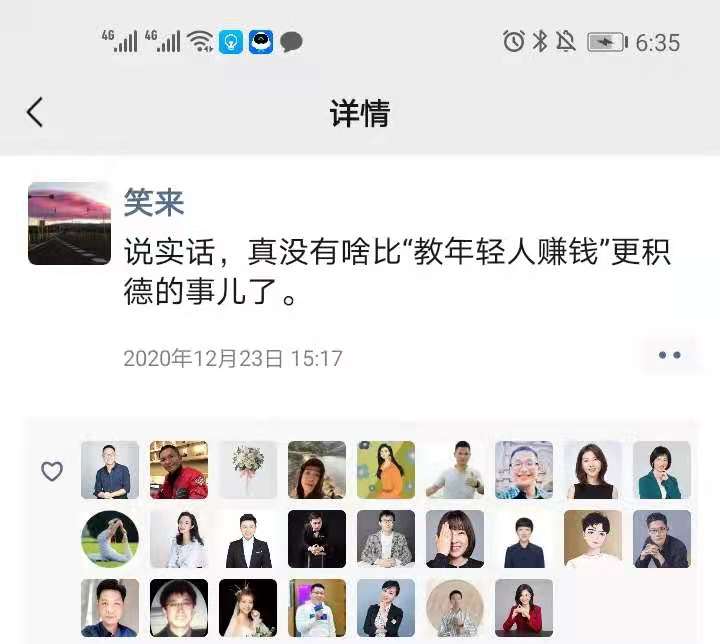 4G 4G 6:35
详情
笑来
说实话，真没有啥比“教年轻人赚钱”更积
德的事儿了。
2020年12月23日 15:17